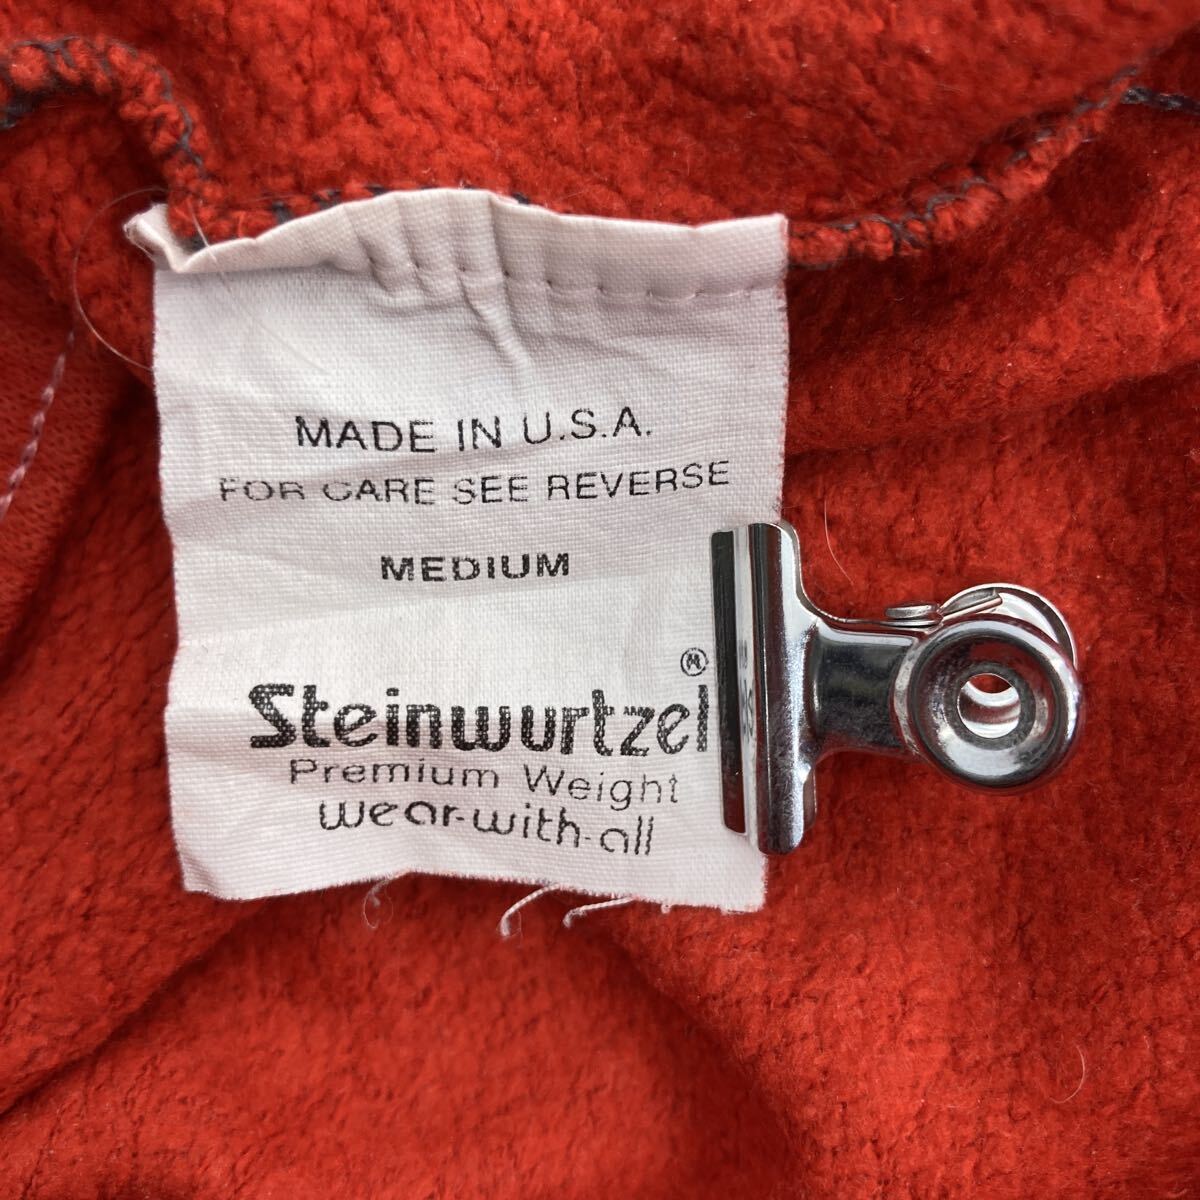 MADE IN U.S.A.
FOR CARE SEE REVERSE
MEDIUM
Steinwurtzel®
Premium Weight
wear-with-all